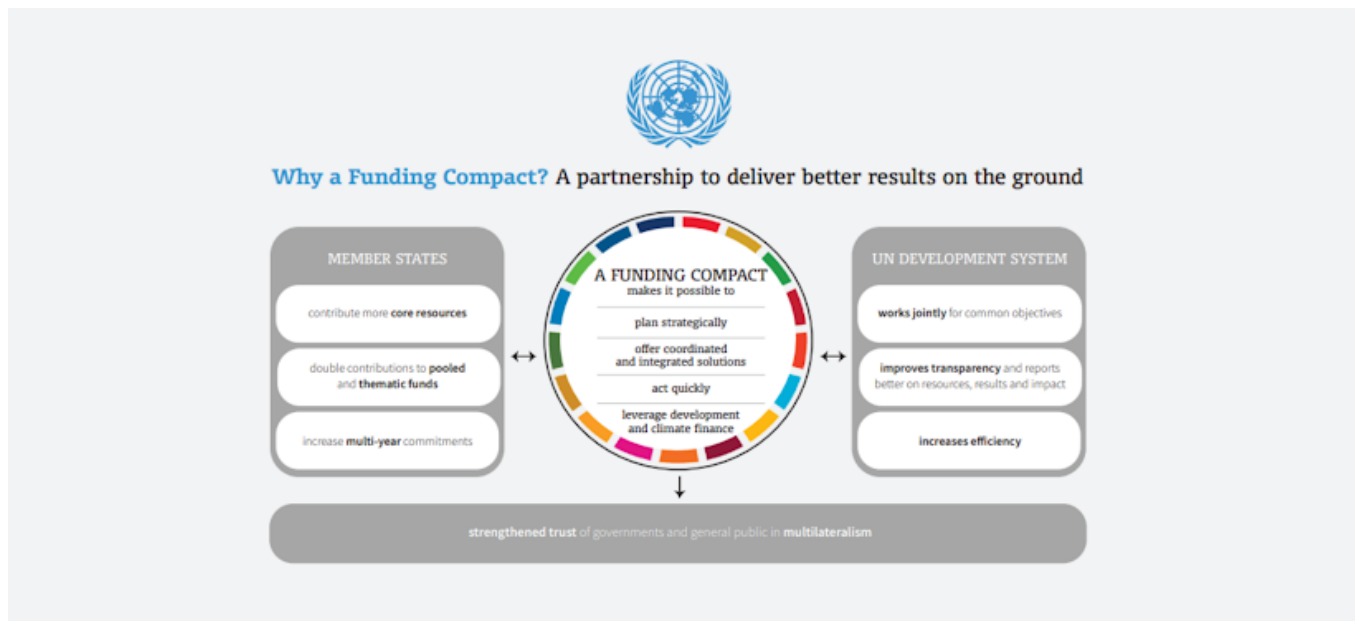 Why a Funding Compact? A partnership to deliver better results on the ground
MEMBER STATES
contribute more core resources
double contributions to pooled
and thematic funds
increase multi-year commitments
A FUNDING COMPACT
makes it possible to
plan strategically
offer coordinated
and integrated solutions
act quickly
leverage development
and climate finance
UN DEVELOPMENT SYSTEM
works jointly for common objectives
improves transparency and reports
better on resources, results and impact
increases efficiency
strengthened trust of governments and general public in multilateralism